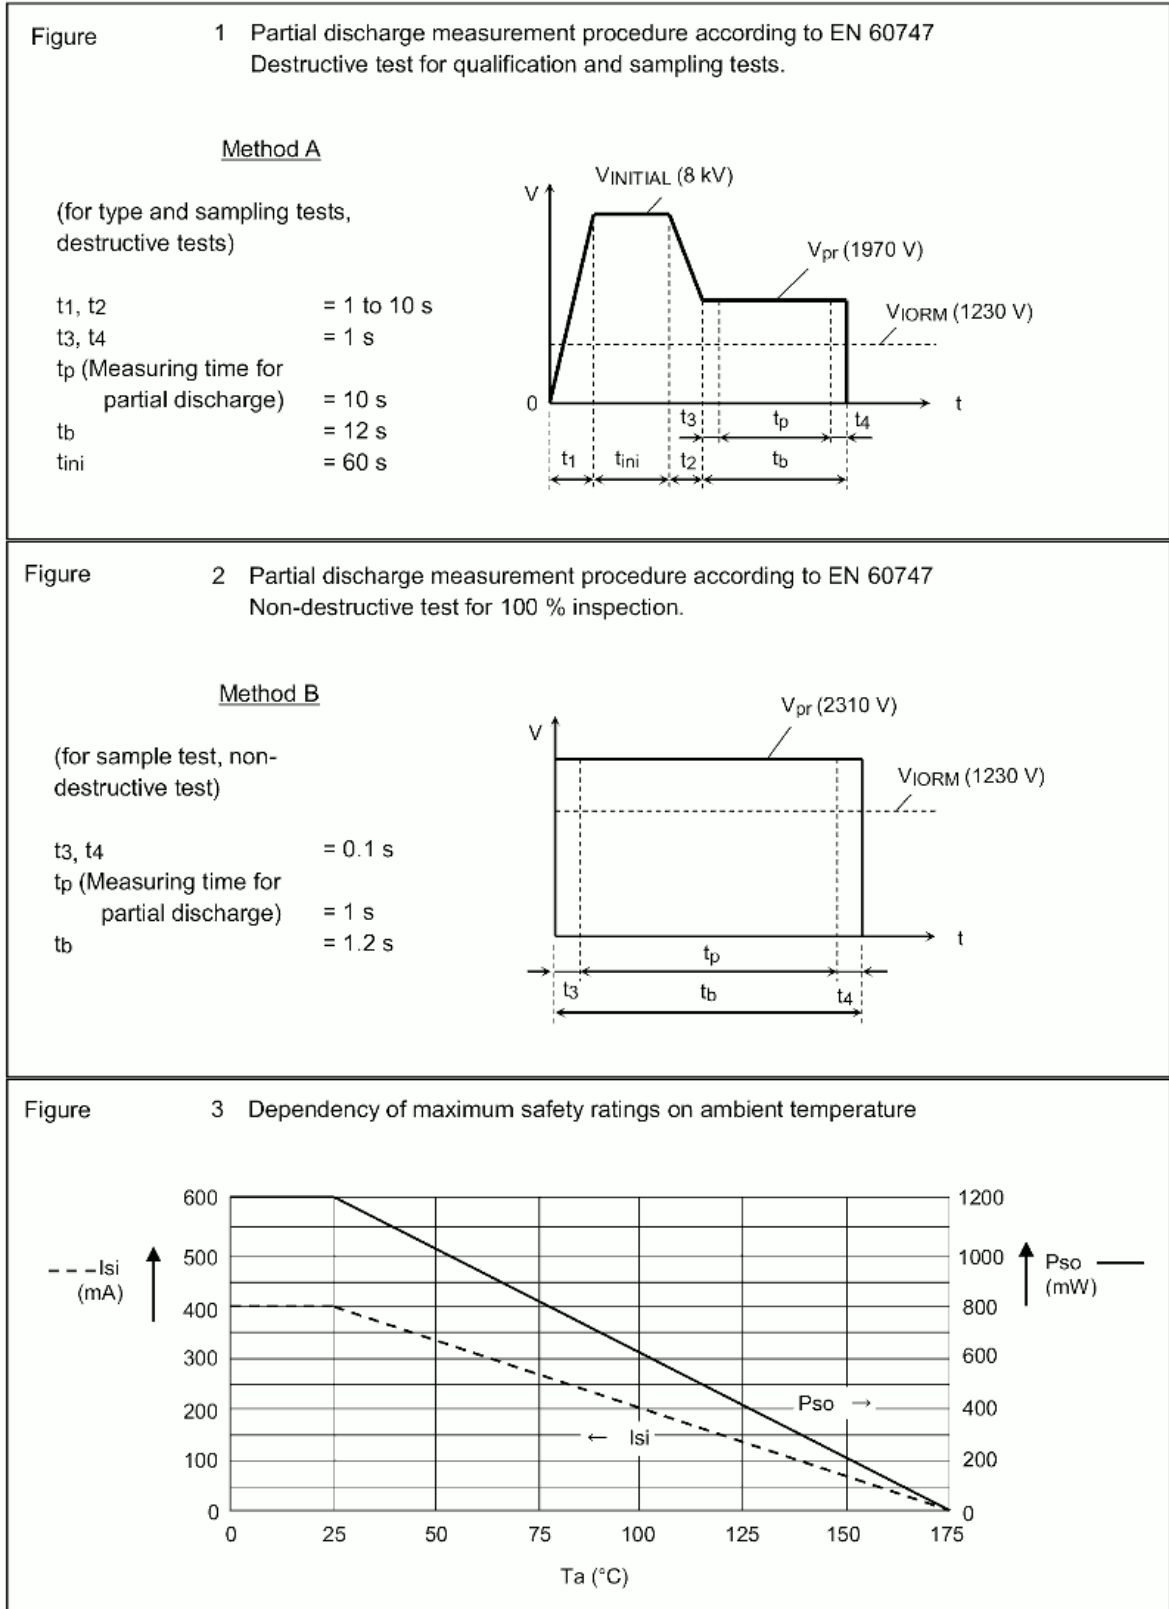 Figure 1 Partial discharge measurement procedure according to EN 60747
Destructive test for qualification and sampling tests.
Method A
(for type and sampling tests,
destructive tests)
t1, t2 = 1 to 10 s
t3, t4 = 1 s
tp (Measuring time for
partial discharge) = 10 s
tb = 12 s
tini = 60 s
V
VINITIAL (8 kV)
Vpr (1970 V)
VIORM (1230 V)
0
t
t3 tp t4
t1 tini t2 tb
Figure 2 Partial discharge measurement procedure according to EN 60747
Non-destructive test for 100 % inspection.
Method B
(for sample test, non-
destructive test)
t3, t4 = 0.1 s
tp (Measuring time for
partial discharge) = 1 s
tb = 1.2 s
Vpr (2310 V)
V
VIORM (1230 V)
t
tp
t3 tb t4
Figure 3 Dependency of maximum safety ratings on ambient temperature
600 1200
500 1000
---Isi
(mA)
Pso —
(mW)
400 800
300 600
200 400
Pso →
← Isi
100 200
0 0
0 25 50 75 100 125 150 175
Ta (°C)